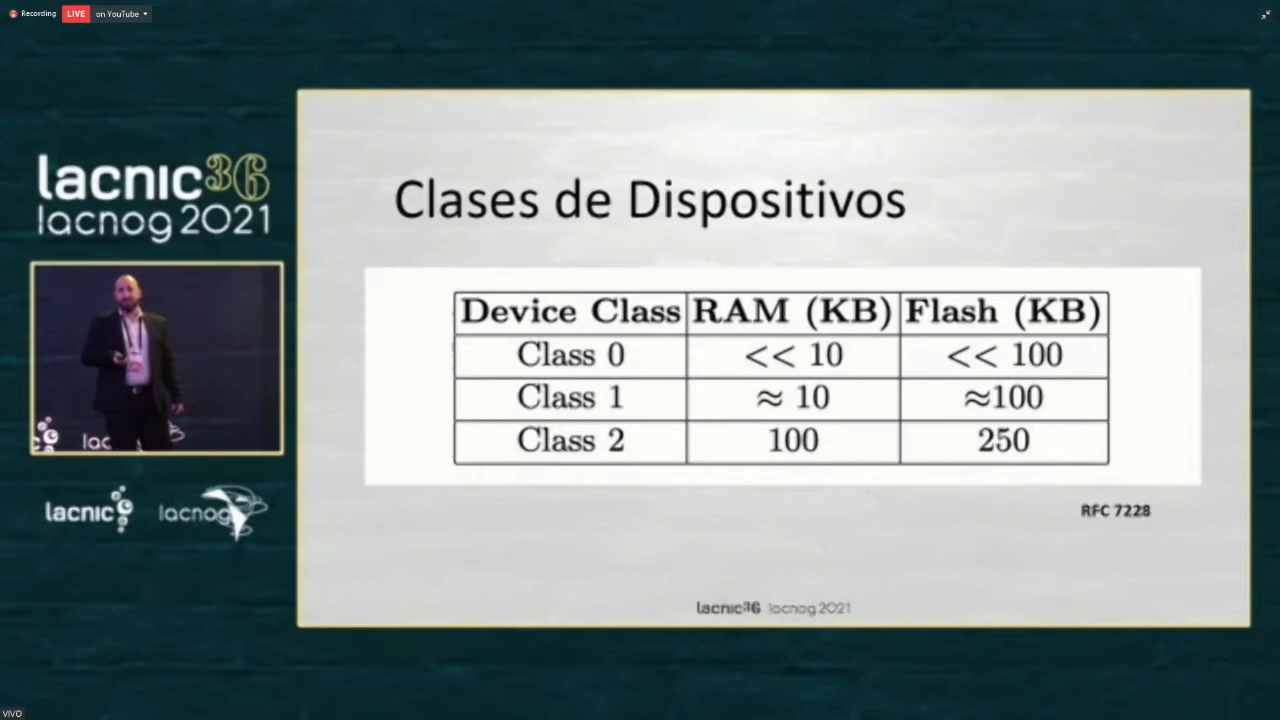 Recording LIVE on YouTube
lacnic36
lacnog 2021
lac
lacnic lacnog
Clases de Dispositivos
Device Class RAM (KB) Flash (KB)
Class 0 << 10 << 100
Class 1 ≈ 10 ≈100
Class 2 100 250
RFC 7228
lacnic36 lacnog 2021
VIVO